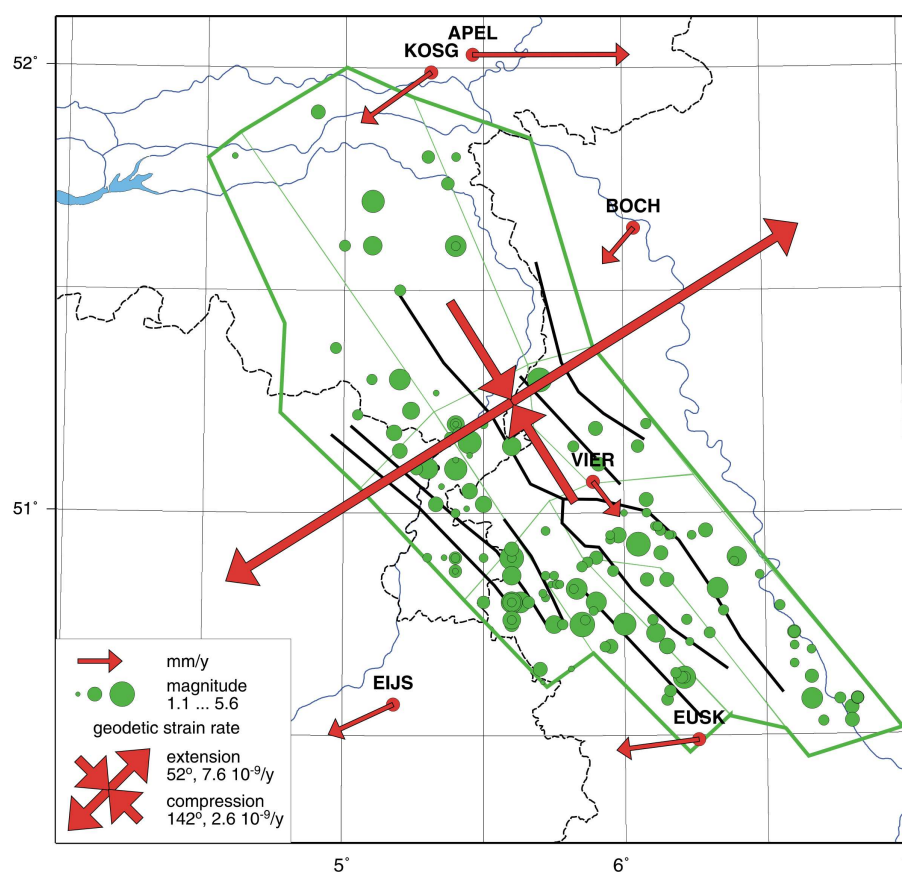 APEL
KOSG
52°
BOCH
VIER
51°
mm/y
magnitude
1.1 ... 5.6
geodetic strain rate
extension
52°, 7.6 10⁻⁹/y
compression
142°, 2.6 10⁻⁹/y
EIJS
EUSK
5°
6°